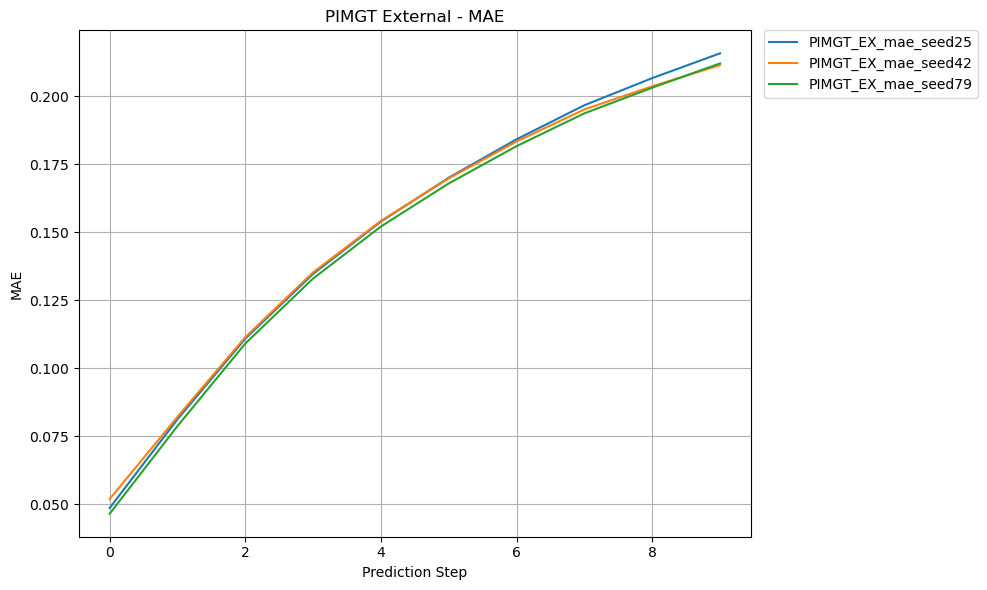 PIMGT External - MAE
PIMGT_EX_mae_seed25
PIMGT_EX_mae_seed42
PIMGT_EX_mae_seed79
MAE
0.200
0.175
0.150
0.125
0.100
0.075
0.050
0 2 4 6 8
Prediction Step